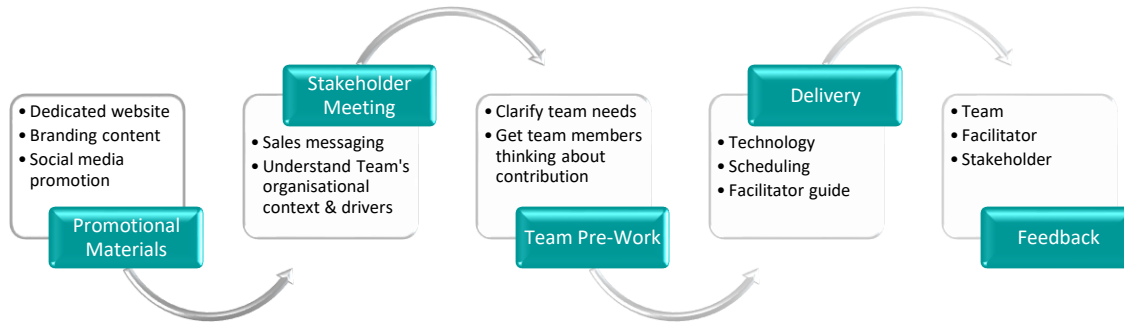 • Dedicated website
• Branding content
• Social media
promotion
Promotional
Materials
Stakeholder
Meeting
• Sales messaging
• Understand Team's
organisational
context & drivers
• Clarify team needs
• Get team members
thinking about
contribution
Team Pre-Work
Delivery
• Technology
• Scheduling
• Facilitator guide
• Team
• Facilitator
• Stakeholder
Feedback